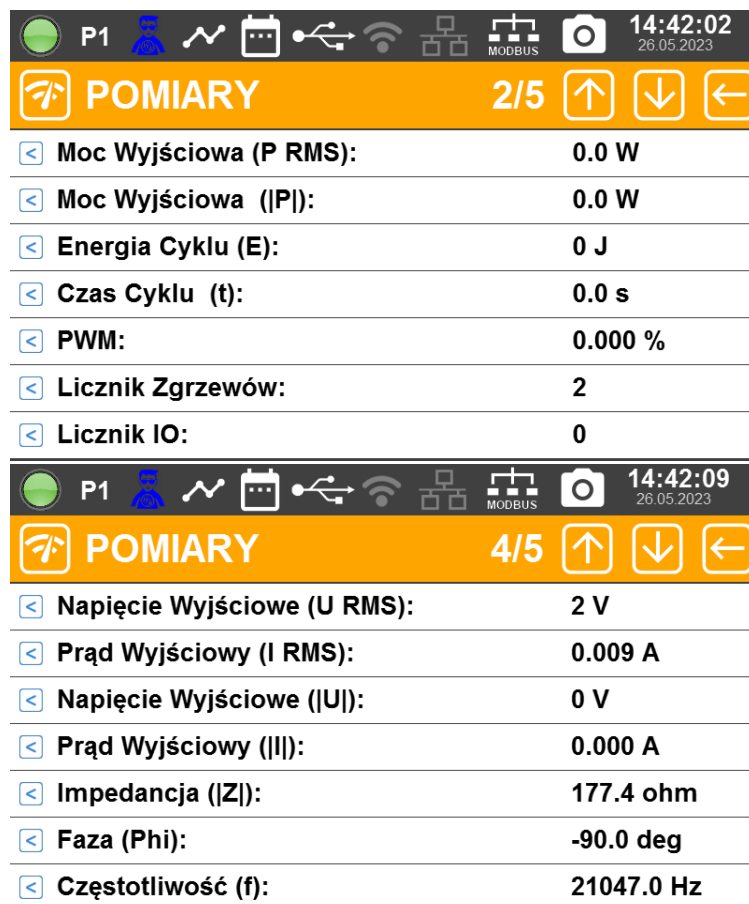 P1 MODBUS 14:42:02
26.05.2023
POMIARY 2/5
Moc Wyjściowa (P RMS): 0.0 W
Moc Wyjściowa (|P|): 0.0 W
Energia Cyklu (E): 0 J
Czas Cyklu (t): 0.0 s
PWM: 0.000 %
Licznik Zgrzewów: 2
Licznik IO: 0
P1 MODBUS 14:42:09
26.05.2023
POMIARY 4/5
Napięcie Wyjściowe (U RMS): 2 V
Prąd Wyjściowy (I RMS): 0.009 A
Napięcie Wyjściowe (|U|): 0 V
Prąd Wyjściowy (|I|): 0.000 A
Impedancja (|Z|): 177.4 ohm
Faza (Phi): -90.0 deg
Częstotliwość (f): 21047.0 Hz